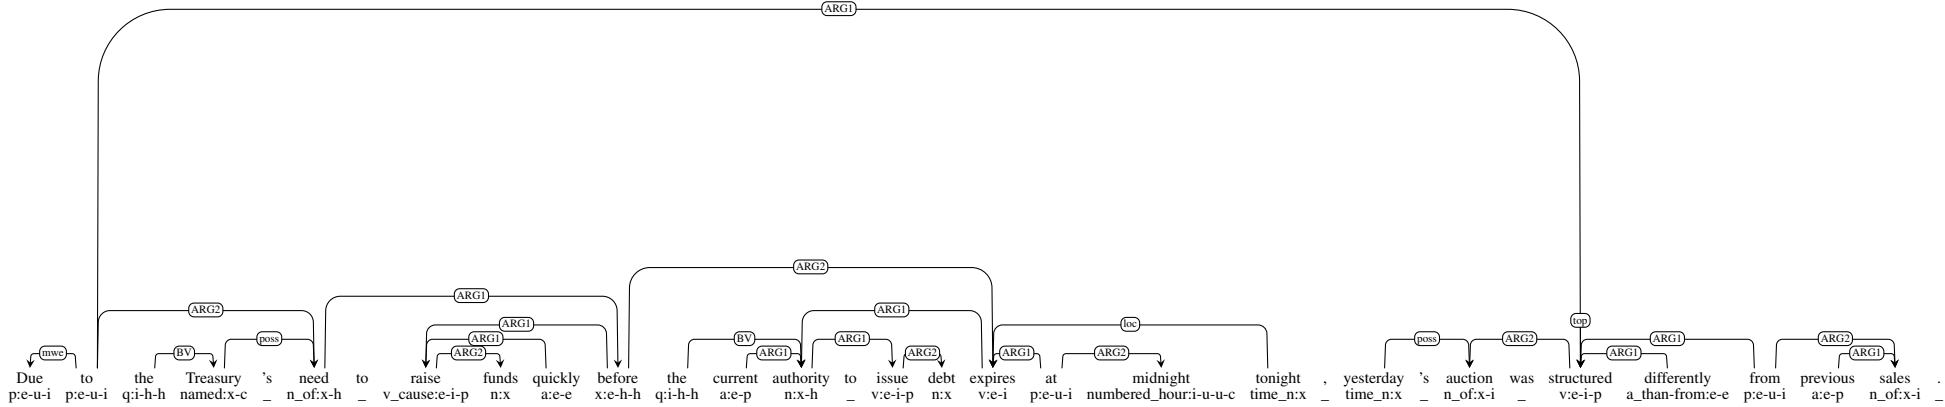 ARG1
ARG2
ARG1 top
ARG2 ARG1
ARG1 BV ARG1 loc poss ARG2 ARG1 ARG2
mwe BV poss ARG1 ARG2 ARG1 ARG1 ARG2 ARG1 ARG2 ARG1 ARG1
Due to the Treasury 's need to raise funds quickly before the current authority to issue debt expires at midnight tonight , yesterday 's auction was structured differently from previous sales .
p:e-u-i p:e-u-i q:i-h-h named:x-c _ n_of:x-h _ v_cause:e-i-p n:x a:e-e x:e-h-h q:i-h-h a:e-p n:x-h _ v:e-i-p n:x v:e-i p:e-u-i numbered_hour:i-u-u-c time_n:x _ time_n:x _ n_of:x-i _ v:e-i-p a_than-from:e-e p:e-u-i a:e-p n_of:x-i _